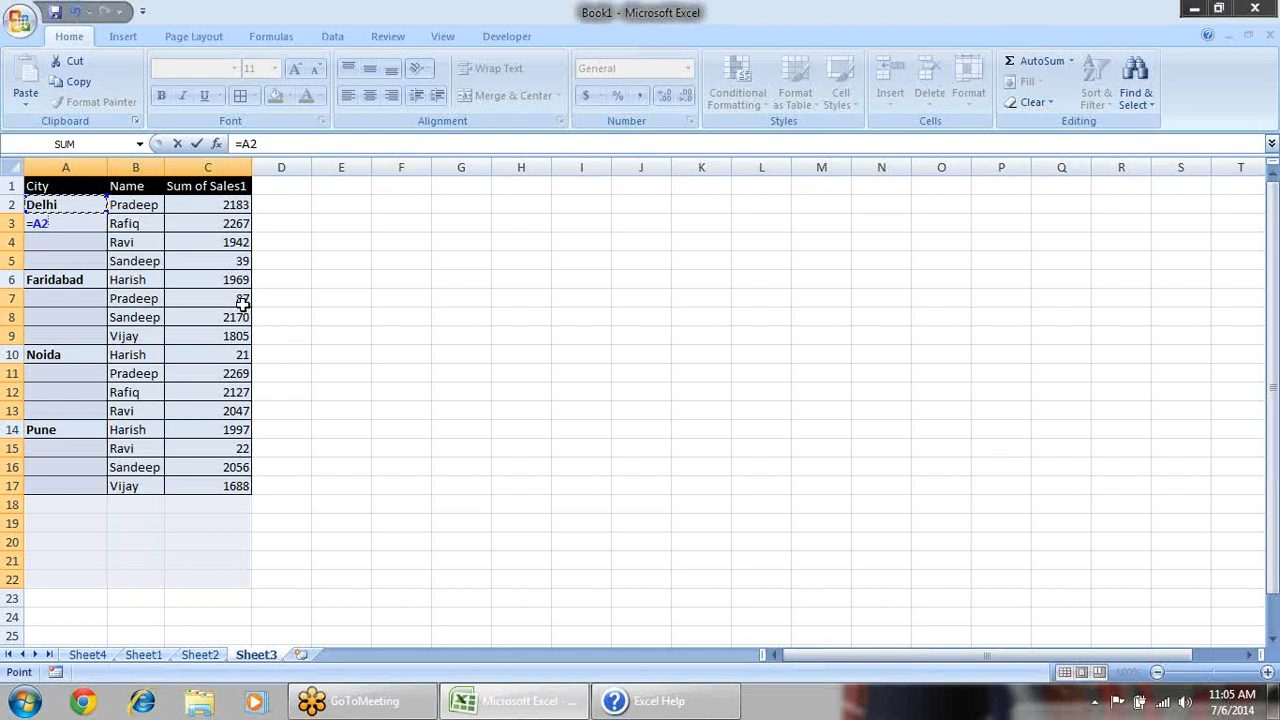 Book1 - Microsoft Excel
Home Insert Page Layout Formulas Data Review View Developer
Cut
Copy
Format Painter
Paste
Clipboard
11
B I U
Font
Wrap Text
Merge & Center
Alignment
General
$ % ,
Number
Conditional Formatting
Format as Table
Cell Styles
Styles
Insert Delete Format
Cells
AutoSum
Fill
Clear
Sort & Filter
Find & Select
Editing
SUM =A2
A B C D E F G H I J K L M N O P Q R S T
1 City Name Sum of Sales1
2 Delhi Pradeep 2183
3 =A2 Rafiq 2267
4 Ravi 1942
5 Sandeep 39
6 Faridabad Harish 1969
7 Pradeep 87
8 Sandeep 2170
9 Vijay 1805
10 Noida Harish 21
11 Pradeep 2269
12 Rafiq 2127
13 Ravi 2047
14 Pune Harish 1997
15 Ravi 22
16 Sandeep 2056
17 Vijay 1688
18
19
20
21
22
23
24
25
Sheet4 Sheet1 Sheet2 Sheet3
Point 100%
GoToMeeting Microsoft Excel - ... Excel Help
11:05 AM
7/6/2014